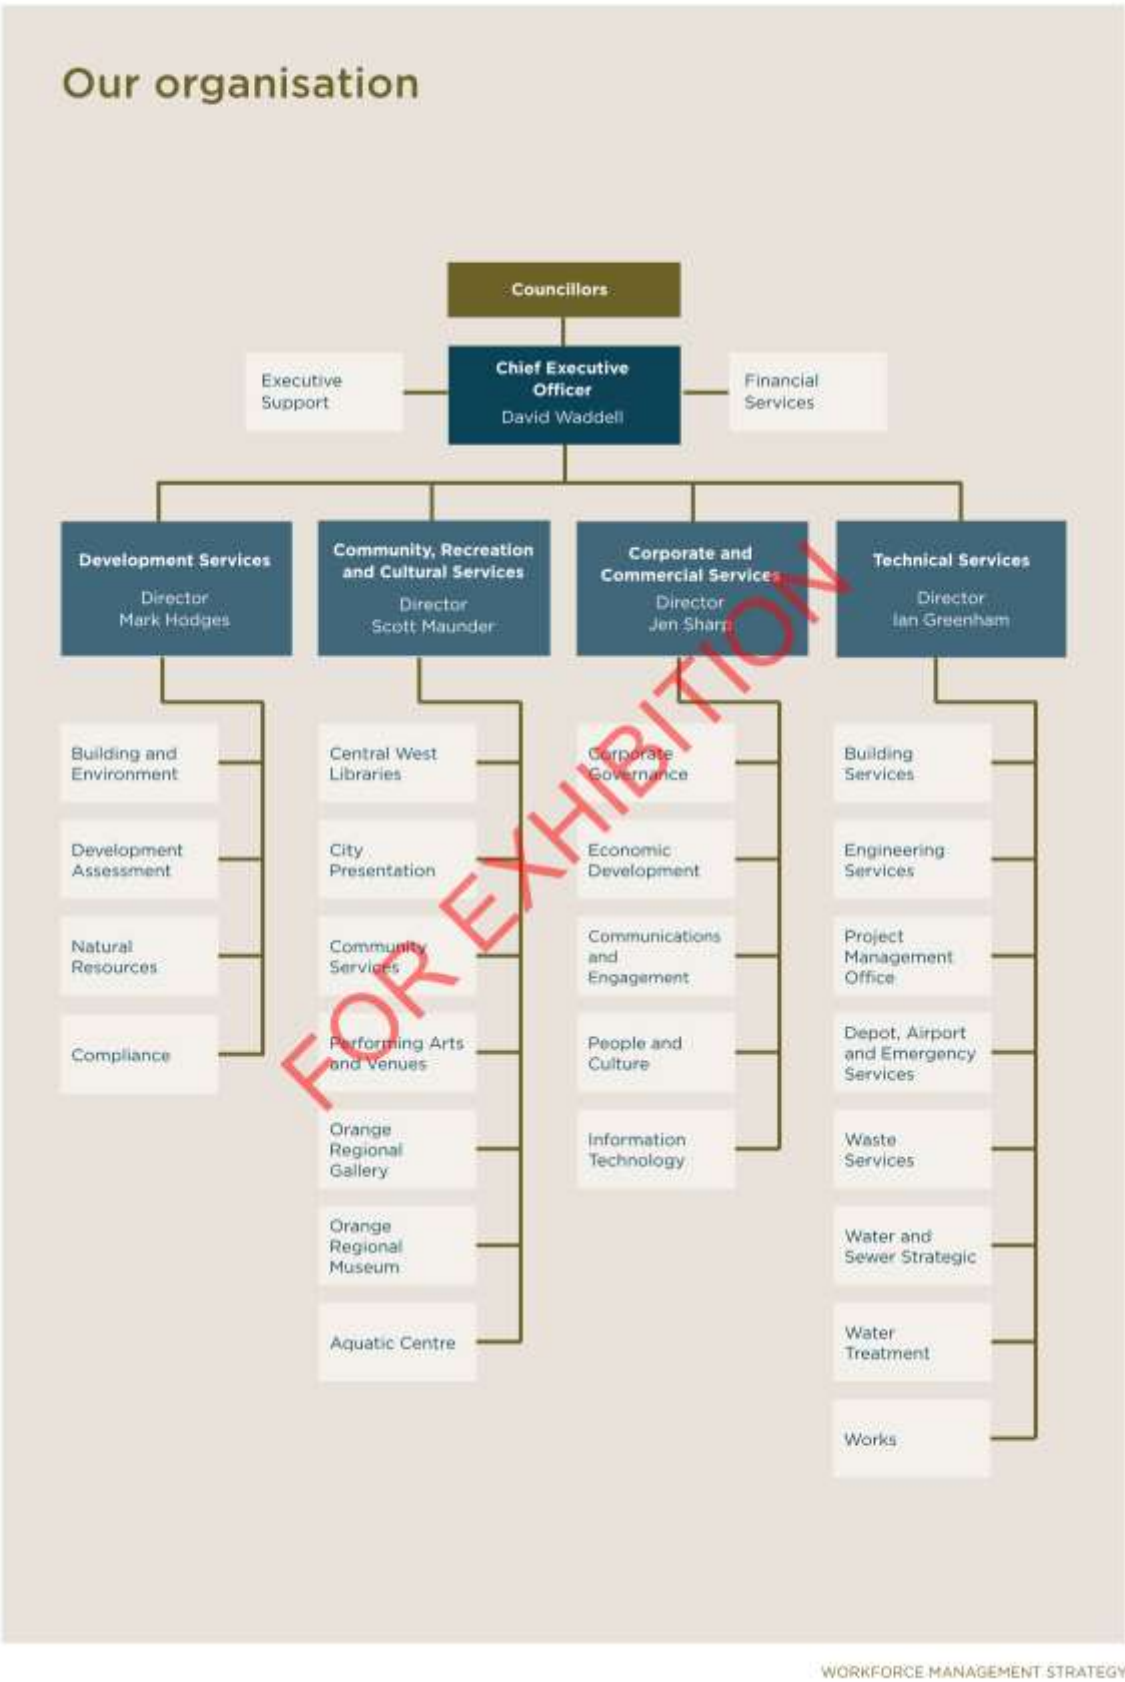 Our organisation
Councillors
Executive
Support
Chief Executive
Officer
David Waddell
Financial
Services
Development Services
Director
Mark Hodges
Community, Recreation
and Cultural Services
Director
Scott Maunder
Corporate and
Commercial Services
Director
Jen Sharp
Technical Services
Director
Ian Greenham
Building and
Environment
Development
Assessment
Natural
Resources
Compliance
Central West
Libraries
City
Presentation
Community
Services
Performing Arts
and Venues
Orange
Regional
Gallery
Orange
Regional
Museum
Aquatic Centre
Corporate
Governance
Economic
Development
Communications
and
Engagement
People and
Culture
Information
Technology
Building
Services
Engineering
Services
Project
Management
Office
Depot, Airport
and Emergency
Services
Waste
Services
Water and
Sewer Strategic
Water
Treatment
Works
FOR EXHIBITION
WORKFORCE MANAGEMENT STRATEGY